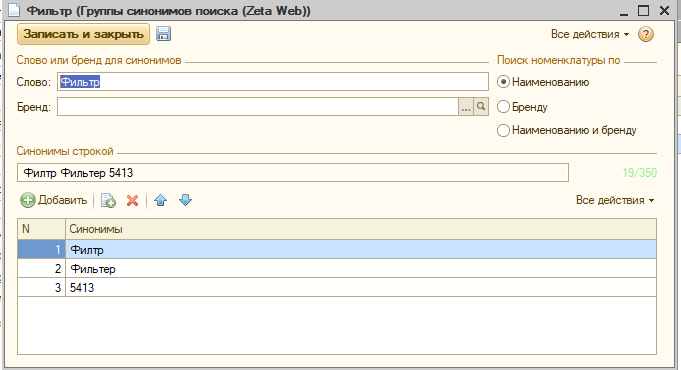 Фильтр (Группы синонимов поиска (Zeta Web))
Записать и закрыть
Все действия
Слово или бренд для синонимов
Поиск номенклатуры по
Слово: Фильтр
Наименованию
Бренд:
Бренду
Наименованию и бренду
Синонимы строкой
Филтр Фильтер 5413
19/350
Добавить
Все действия
N Синонимы
1 Филтр
2 Фильтер
3 5413